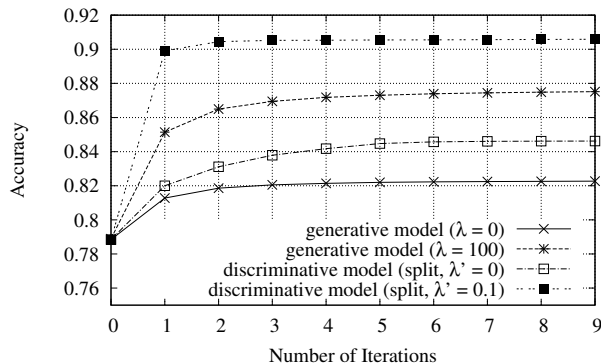 0.92
0.9
0.88
0.86
0.84
0.82
0.8
0.78
0.76
Accuracy
generative model (λ = 0)
generative model (λ = 100)
discriminative model (split, λ' = 0)
discriminative model (split, λ' = 0.1)
0 1 2 3 4 5 6 7 8 9
Number of Iterations